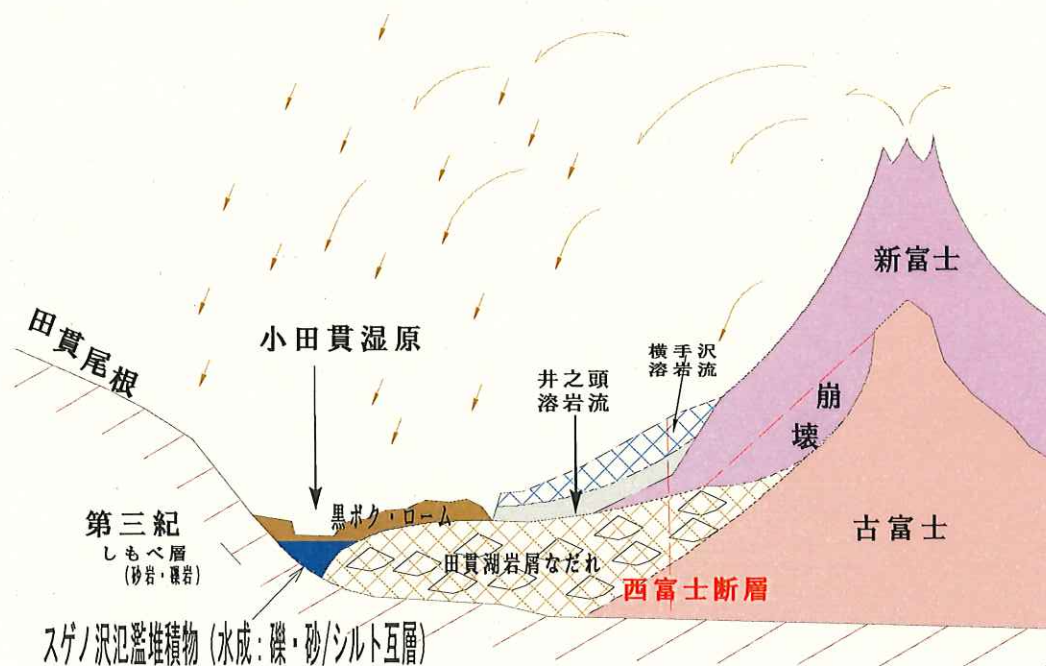 田貫尾根
小田貫湿原
横手沢
溶岩流
井之頭
溶岩流
新富士
崩
壊
黒ボク・ローム
第三紀
しもべ層
(砂岩・礫岩)
田貫湖岩屑なだれ
古富士
西富士断層
スゲノ沢氾濫堆積物(水成:礫・砂/シルト互層)